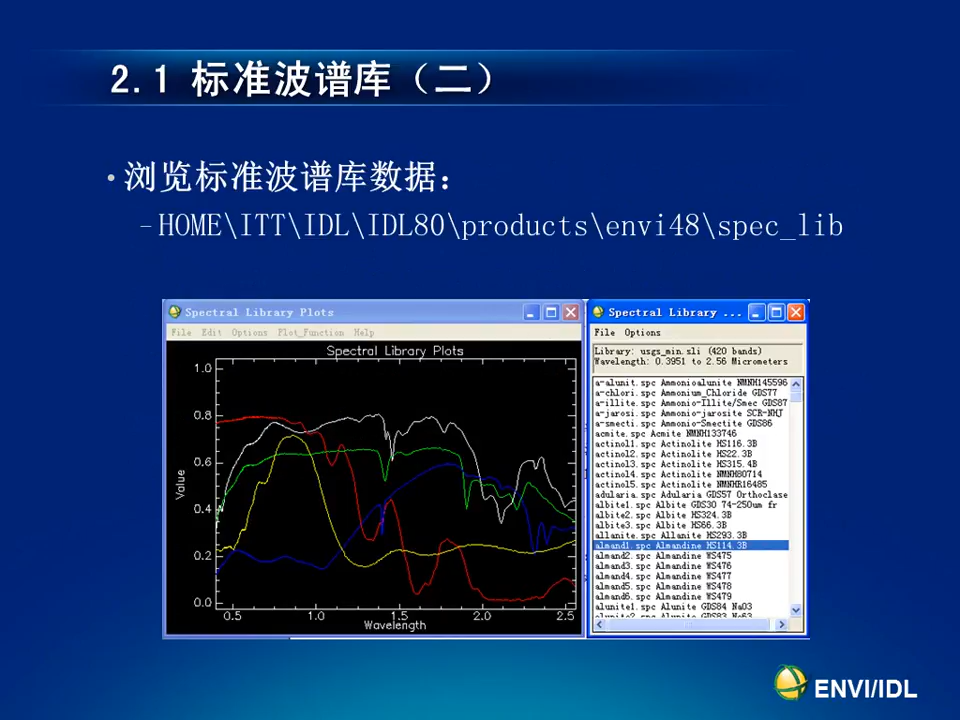 2.1 标准波谱库（二）
•浏览标准波谱库数据：
–HOME\ITT\IDL\IDL80\products\envi48\spec_lib
Spectral Library Plots
File Edit Options Plot_Function Help
Spectral Library Plots
1.0
0.8
0.6
0.4
0.2
0.0
Value
0.5 1.0 1.5 2.0 2.5
Wavelength
Spectral Library ...
File Options
Library: usgs_min.sli (420 bands)
Wavelength: 0.3951 to 2.56 Micrometers
a-alunit.spc Ammonioalunite NMNH145596
a-chlori.spc Ammonium_Chloride GDS77
a-illite.spc Ammonio-Illite/Smec GDS87
a-jarosi.spc Ammonio-jarosite SCR-NHJ
a-smecti.spc Ammonio-Smectite GDS86
acmite.spc Acmite NMNH133746
actinol1.spc Actinolite HS116.3B
actinol2.spc Actinolite HS22.3B
actinol3.spc Actinolite HS315.4B
actinol4.spc Actinolite NMNH80714
actinol5.spc Actinolite NMNHR16485
adularia.spc Adularia GDS57 Orthoclase
albite1.spc Albite GDS30 74-250um fr
albite2.spc Albite HS324.3B
albite3.spc Albite HS66.3B
allanite.spc Allanite HS293.3B
almand1.spc Almandine HS114.3B
almand2.spc Almandine WS475
almand3.spc Almandine WS476
almand4.spc Almandine WS477
almand5.spc Almandine WS478
almand6.spc Almandine WS479
alunite1.spc Alunite GDS84 Na03
alunite2.spc Alunite GDS83 Na63
ENVI/IDL